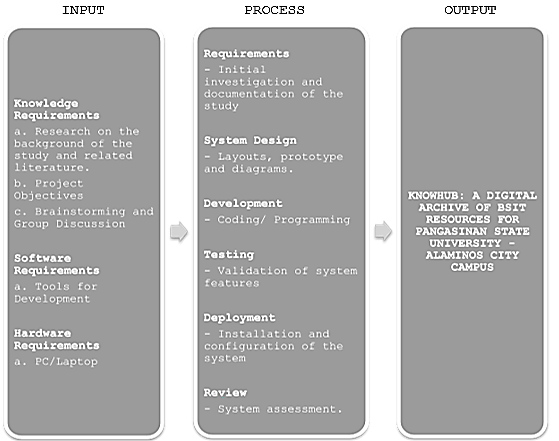 INPUT
PROCESS
OUTPUT
Knowledge
Requirements
a. Research on the
background of the
study and related
literature.
b. Project
Objectives
c. Brainstorming and
Group Discussion
Software
Requirements
a. Tools for
Development
Hardware
Requirements
a. PC/Laptop
Requirements
- Initial
investigation and
documentation of the
study
System Design
- Layouts, prototype
and diagrams.
Development
- Coding/ Programming
Testing
- Validation of system
features
Deployment
- Installation and
configuration of the
system
Review
- System assessment.
KNOWHUB: A DIGITAL
ARCHIVE OF BSIT
RESOURCES FOR
PANGASINAN STATE
UNIVERSITY -
ALAMINOS CITY
CAMPUS